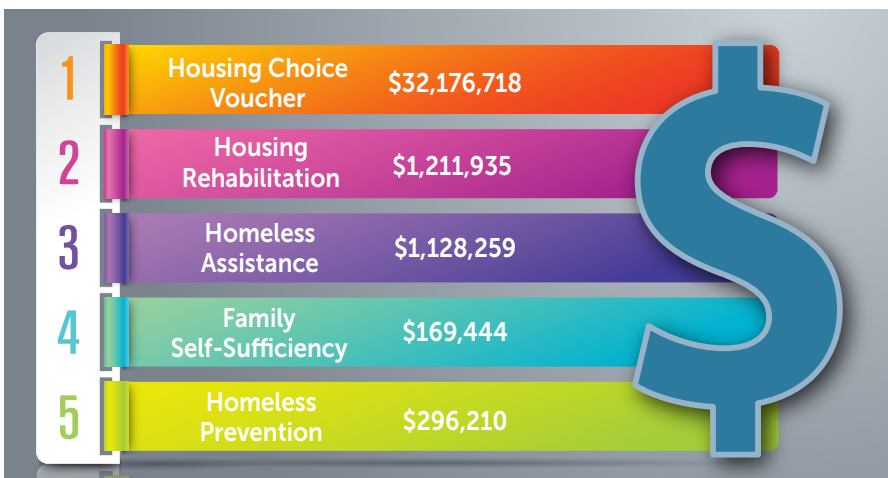 1
Housing Choice
Voucher
$32,176,718
2
Housing
Rehabilitation
$1,211,935
3
Homeless
Assistance
$1,128,259
4
Family
Self-Sufficiency
$169,444
5
Homeless
Prevention
$296,210
$